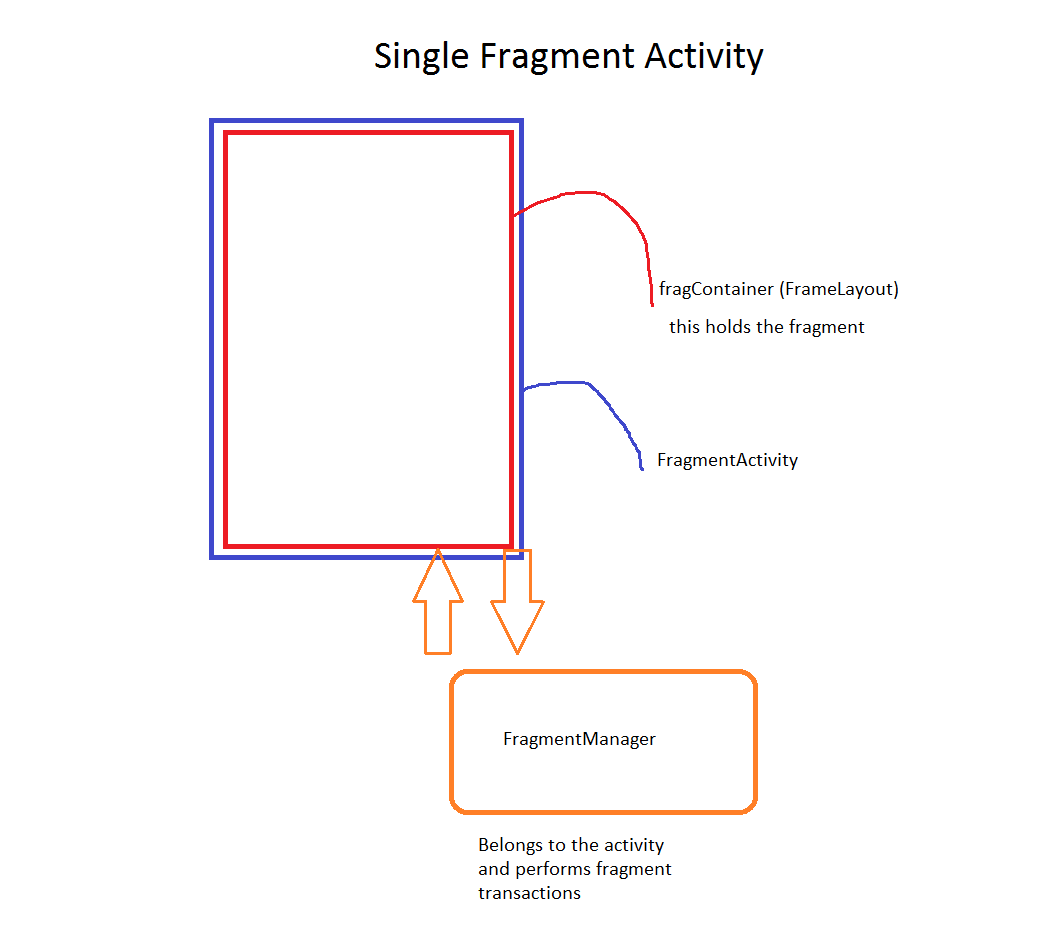 Single Fragment Activity
fragContainer (FrameLayout)
this holds the fragment
FragmentActivity
FragmentManager
Belongs to the activity
and performs fragment
transactions